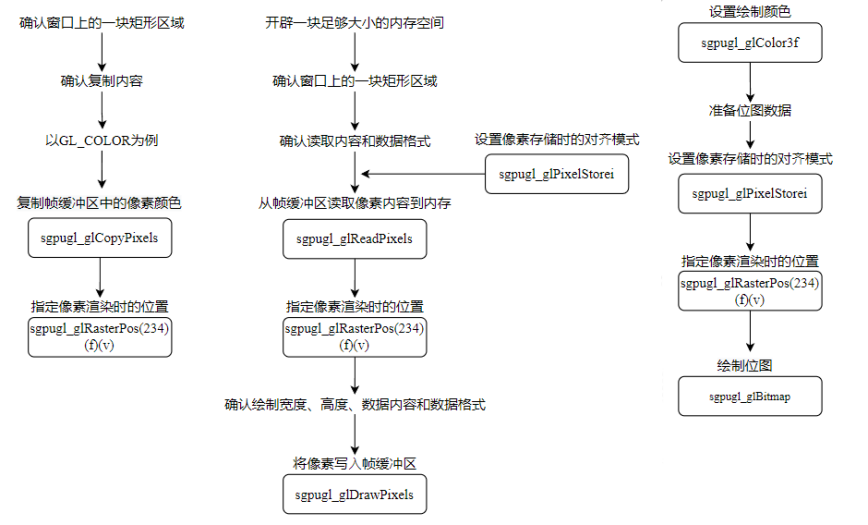 确认窗口上的一块矩形区域
确认复制内容
以GL_COLOR为例
复制帧缓冲区中的像素颜色
sgpugl_glCopyPixels
指定像素渲染时的位置
sgpugl_glRasterPos(234)
(f)(v)
开辟一块足够大小的内存空间
确认窗口上的一块矩形区域
确认读取内容和数据格式
设置像素存储时的对齐模式
sgpugl_glPixelStorei
从帧缓冲区读取像素内容到内存
sgpugl_glReadPixels
指定像素渲染时的位置
sgpugl_glRasterPos(234)
(f)(v)
确认绘制宽度、高度、数据内容和数据格式
将像素写入帧缓冲区
sgpugl_glDrawPixels
设置绘制颜色
sgpugl_glColor3f
准备位图数据
设置像素存储时的对齐模式
sgpugl_glPixelStorei
指定像素渲染时的位置
sgpugl_glRasterPos(234)
(f)(v)
绘制位图
sgpugl_glBitmap